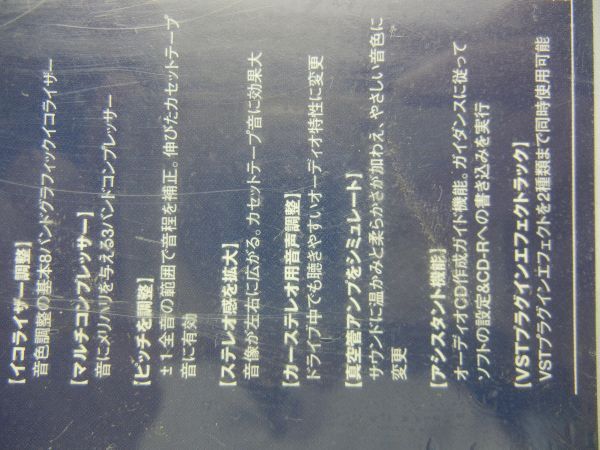 【イコライザー調整】
音色調整の基本8バンドグラフィックイコライザー
【マルチコンプレッサー】
音にメリハリを与える3バンドコンプレッサー
【ピッチを調整】
±1全音の範囲で音程を補正。伸びたカセットテープ
音に有効
【ステレオ感を拡大】
音像が左右に広がる。カセットテープ音に効果大
【カーステレオ用音声調整】
ドライブ中でも聴きやすいオーディオ特性に変更
【真空管アンプをシミュレート】
サウンドに温かみと柔らかさが加わえ、やさしい音色に
変更
【アシスタント機能】
オーディオCD作成ガイド機能。ガイダンスに従って
ソフトの設定&CD-Rへの書き込みを実行
【VSTプラグインエフェクトラック】
VSTプラグインエフェクトを2種類まで同時使用可能